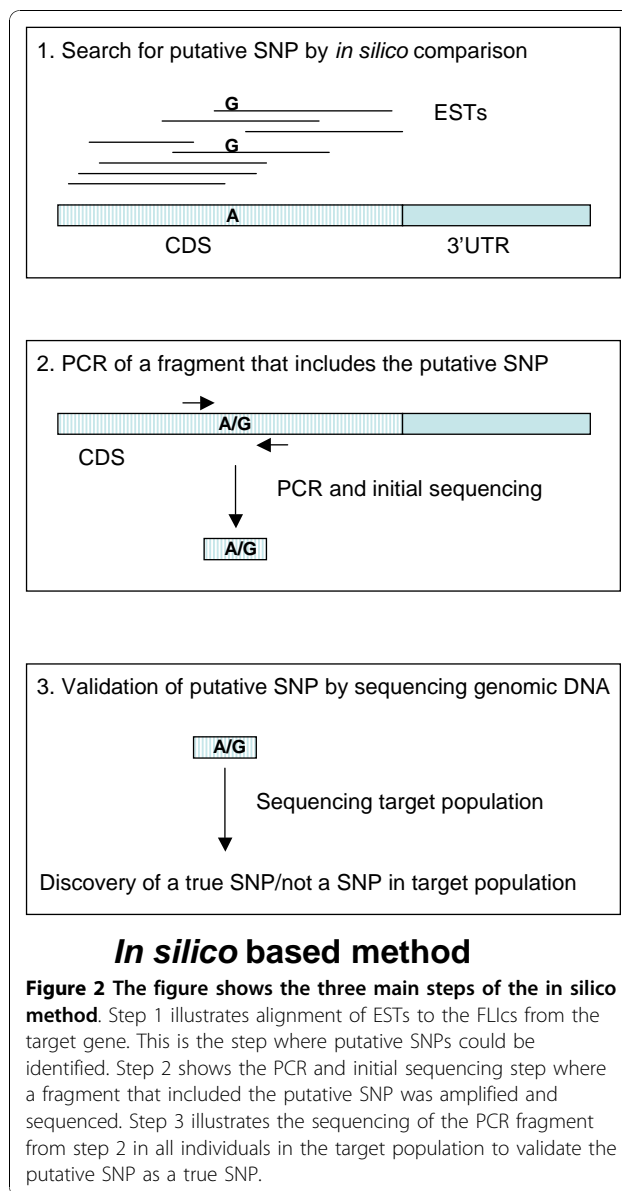 1. Search for putative SNP by in silico comparison
G
ESTs
G
A
CDS
3'UTR
2. PCR of a fragment that includes the putative SNP
A/G
CDS
PCR and initial sequencing
A/G
3. Validation of putative SNP by sequencing genomic DNA
A/G
Sequencing target population
Discovery of a true SNP/not a SNP in target population
In silico based method
Figure 2 The figure shows the three main steps of the in silico
method. Step 1 illustrates alignment of ESTs to the FLIcs from the
target gene. This is the step where putative SNPs could be
identified. Step 2 shows the PCR and initial sequencing step where
a fragment that included the putative SNP was amplified and
sequenced. Step 3 illustrates the sequencing of the PCR fragment
from step 2 in all individuals in the target population to validate the
putative SNP as a true SNP.